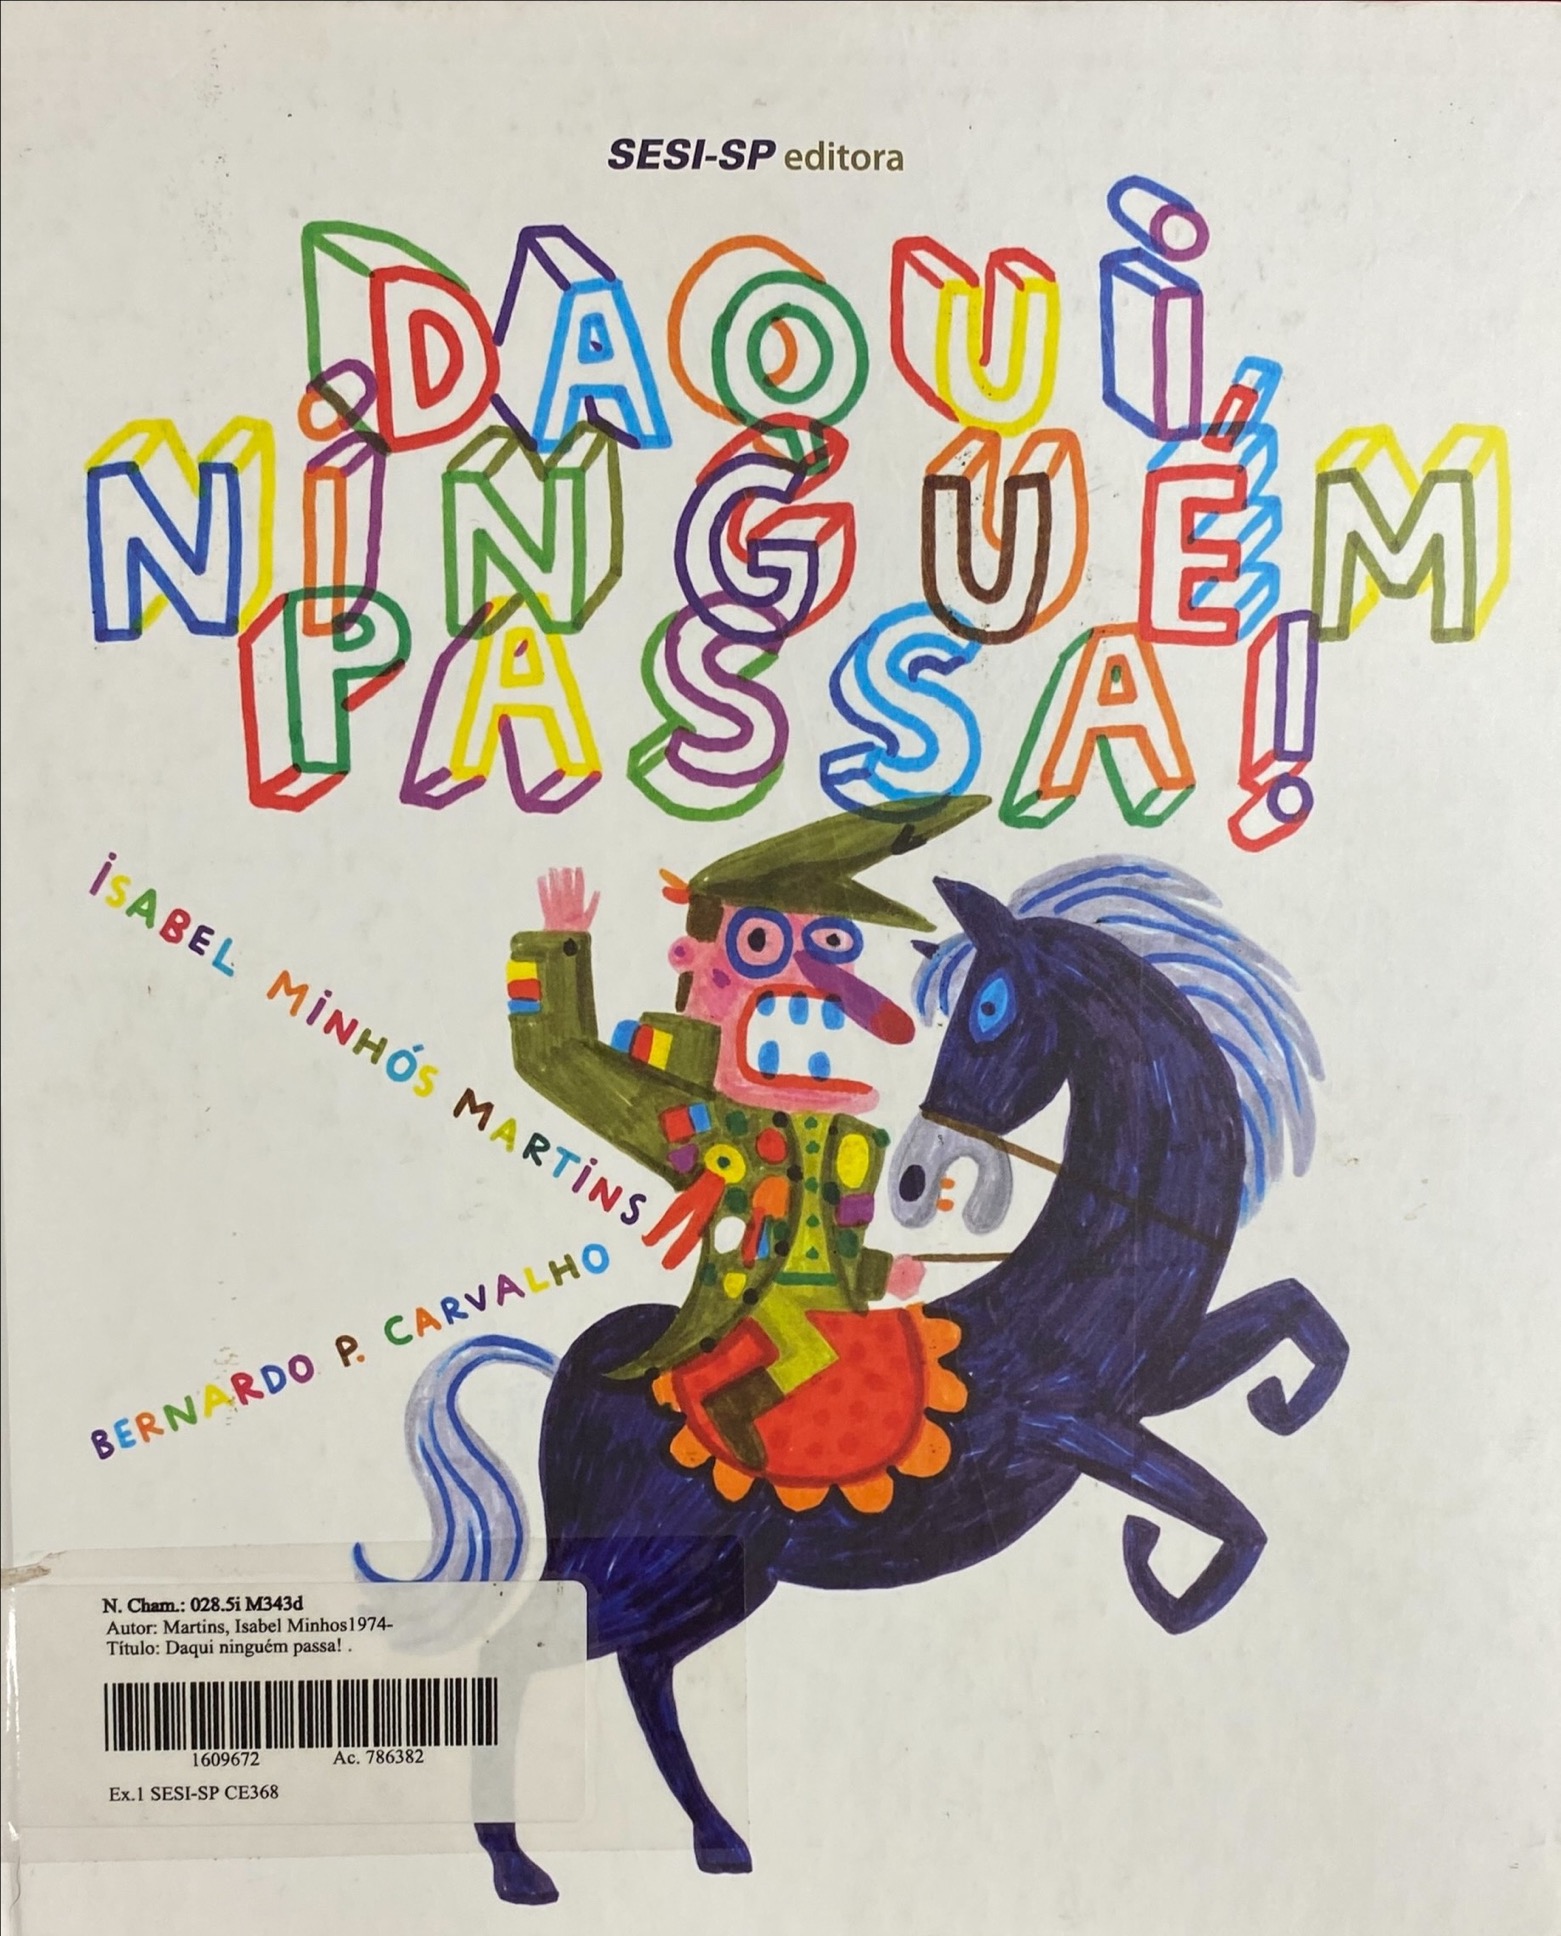 SESI-SP editora
DAQUI
NINGUÉM
PASSA!
ISABEL MINHÓS MARTINS
BERNARDO P. CARVALHO
N. Cham.: 028.5i M343d
Autor: Martins, Isabel Minhos1974-
Título: Daqui ninguém passa! .
1609672 Ac. 786382
Ex.1 SESI-SP CE368